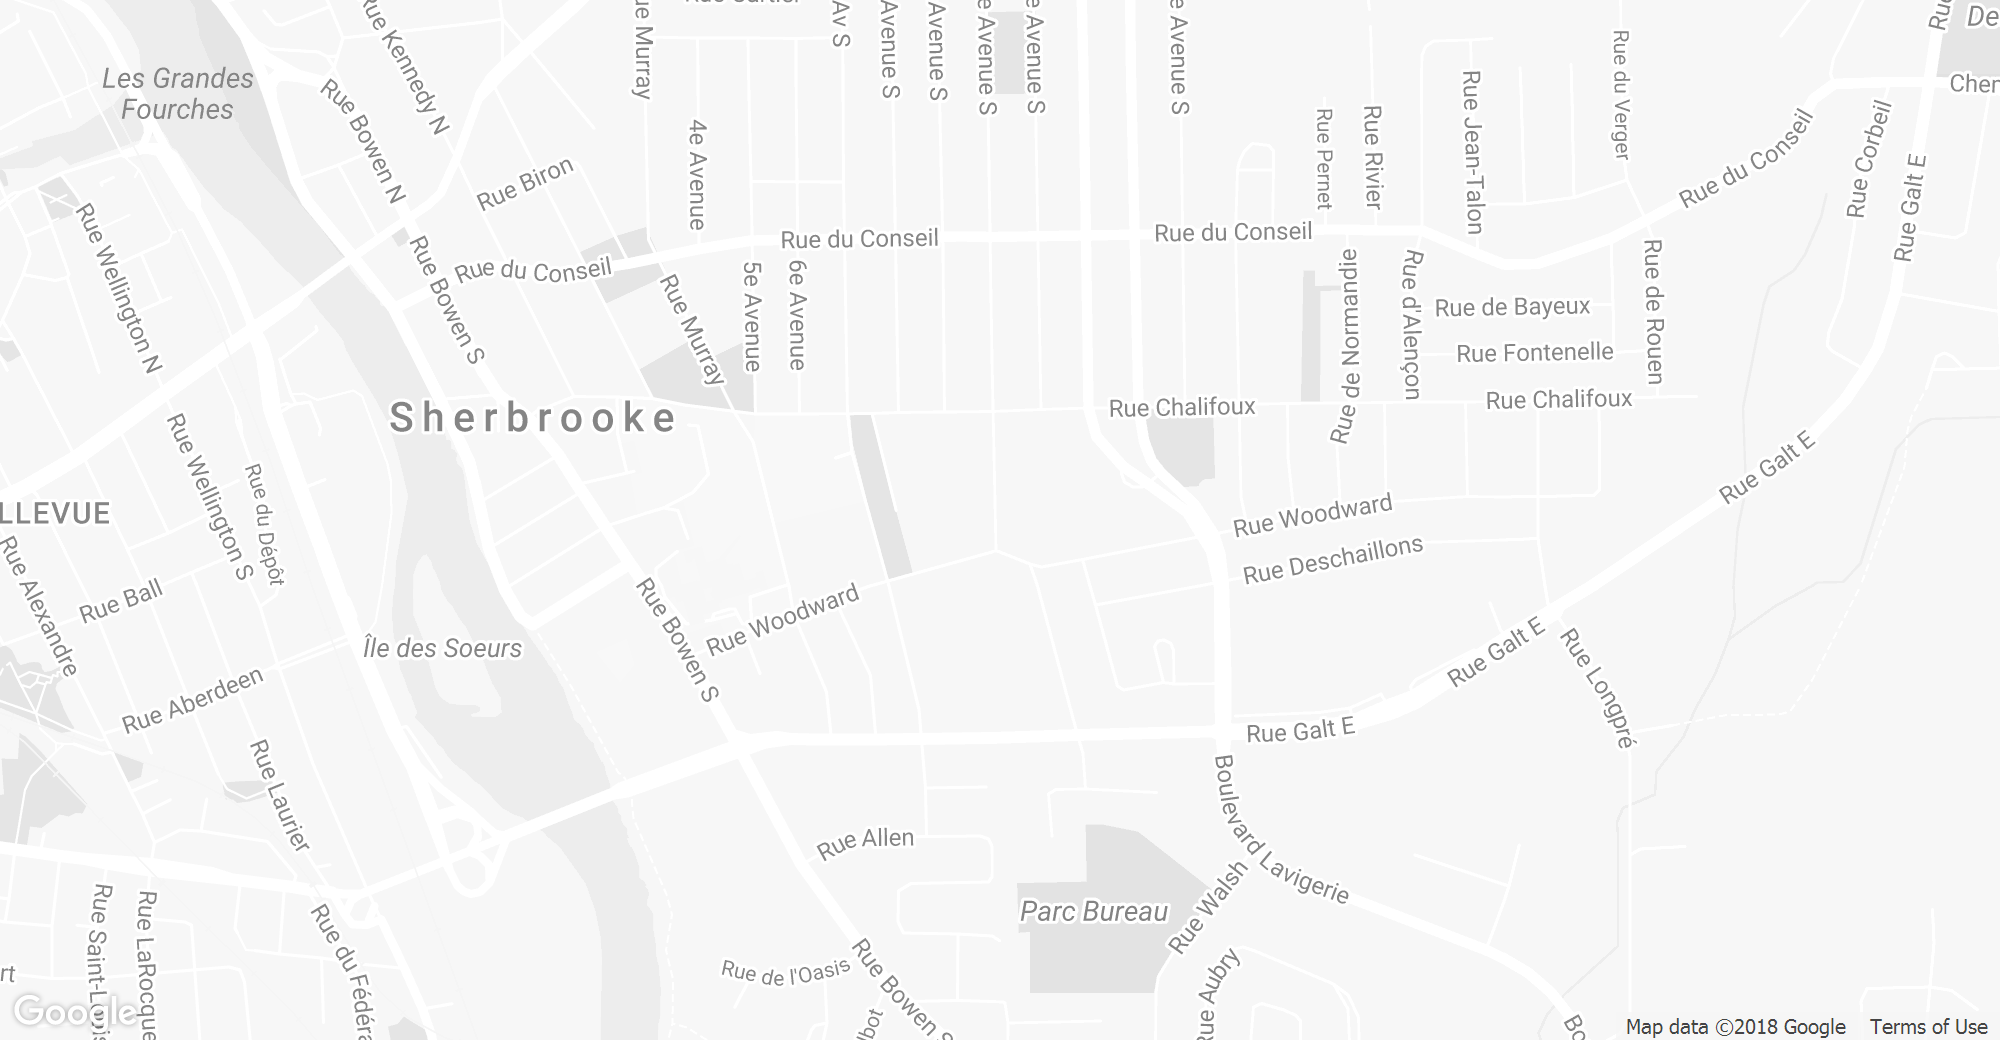 Rue Kennedy N
Rue Murray
Av S
Avenue S
Avenue S
Avenue S
Avenue S
Avenue S
Rue
De
Les Grandes
Fourches
Rue Bowen N
4e Avenue
Rue Biron
Rue Pernet
Rue Rivier
Rue Jean-Talon
Rue du Verger
Rue du Conseil
Rue Corbeil
Rue Galt E
Rue Wellington N
Rue Bowen S
Rue du Conseil
Rue du Conseil
Rue du Conseil
Rue Murray
5e Avenue
6e Avenue
Rue de Normandie
Rue d'Alençon
Rue de Bayeux
Rue Fontenelle
Rue de Rouen
Sherbrooke
Rue Chalifoux
Rue Chalifoux
Rue Galt E
Rue Wellington S
Rue du Dépôt
LLEVUE
Rue Woodward
Rue Deschaillons
Rue Alexandre
Rue Ball
Île des Soeurs
Rue Bowen S
Rue Woodward
Rue Aberdeen
Rue Galt E
Rue Longpré
Rue Galt E
Rue Laurier
Rue Allen
Boulevard Lavigerie
Rue Walsh
Parc Bureau
Rue Saint-Louis
Rue LaRocque
Rue du Fédéra
Rue de l'Oasis
Rue Bowen S
Rue Aubry
rt
lbot
Bo
Google
Map data ©2018 Google
Terms of Use